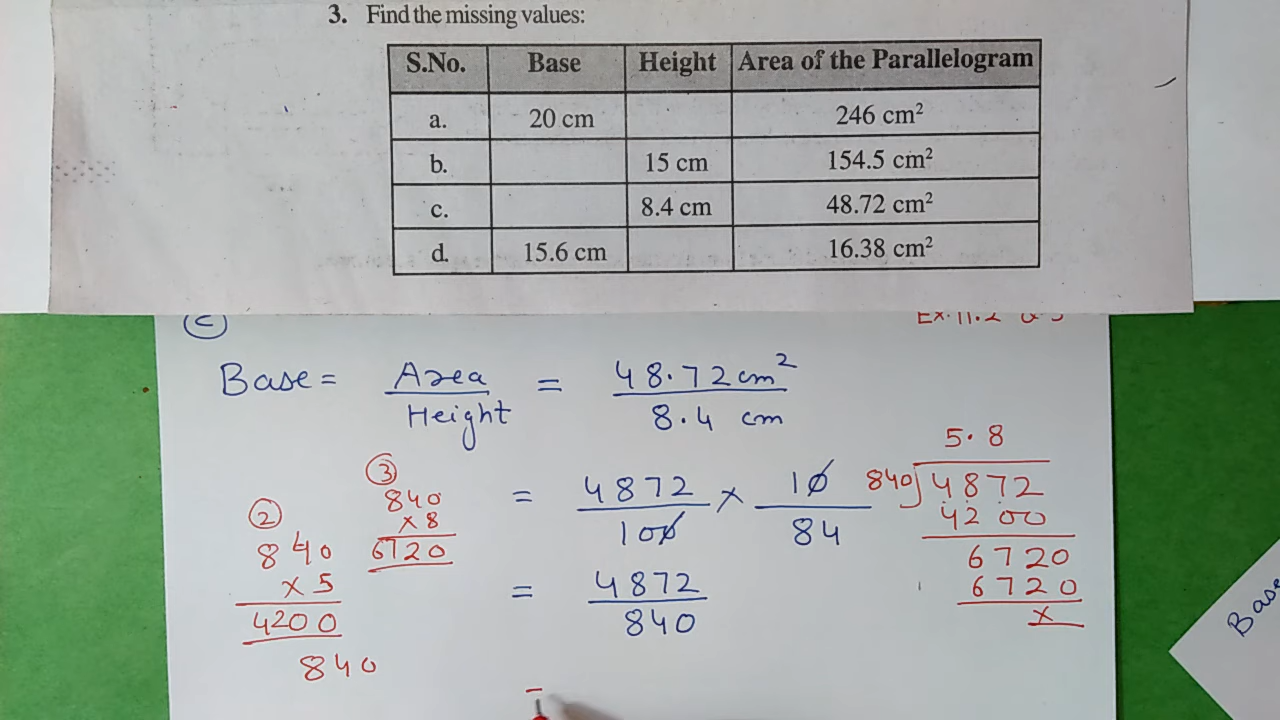 3. Find the missing values:
S.No. Base Height Area of the Parallelogram
a. 20 cm 246 cm²
b. 15 cm 154.5 cm²
c. 8.4 cm 48.72 cm²
d. 15.6 cm 16.38 cm²
c
Base = Area / Height = 48.72 cm² / 8.4 cm
= 4872 / 100 × 10 / 84
= 4872 / 840
②
840
×5
4200
840
③
840
×8
6720
5.8
840 4872
4200
6720
6720
×
Base